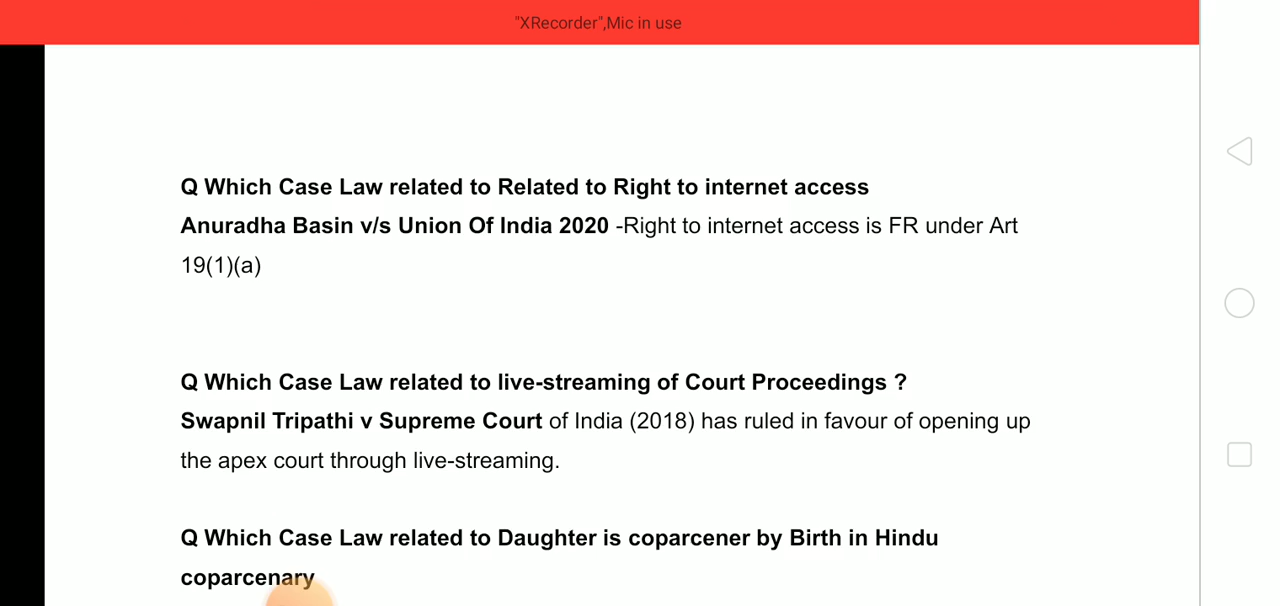 "XRecorder",Mic in use
Q Which Case Law related to Related to Right to internet access
Anuradha Basin v/s Union Of India 2020 -Right to internet access is FR under Art
19(1)(a)
Q Which Case Law related to live-streaming of Court Proceedings ?
Swapnil Tripathi v Supreme Court of India (2018) has ruled in favour of opening up
the apex court through live-streaming.
Q Which Case Law related to Daughter is coparcener by Birth in Hindu
coparcenary